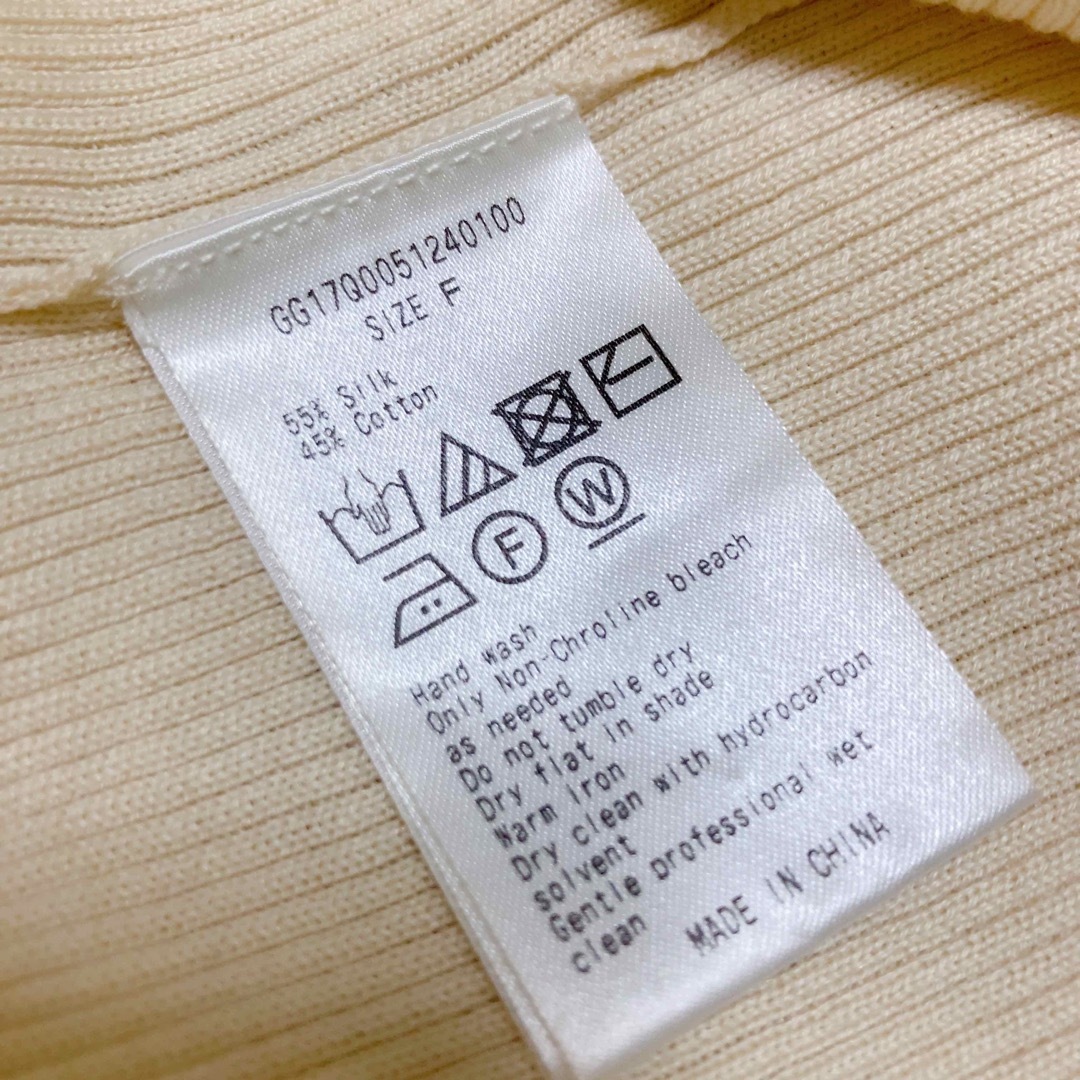 GG17Q0051240100
SIZE F
55% Silk
45% Cotton
F
W
Hand wash
Only Non-Chroline bleach
as needed
Do not tumble dry
Dry flat in shade
Warm Iron
Dry clean with hydrocarbon
solvent
Gentle professional wet
clean
MADE IN CHINA